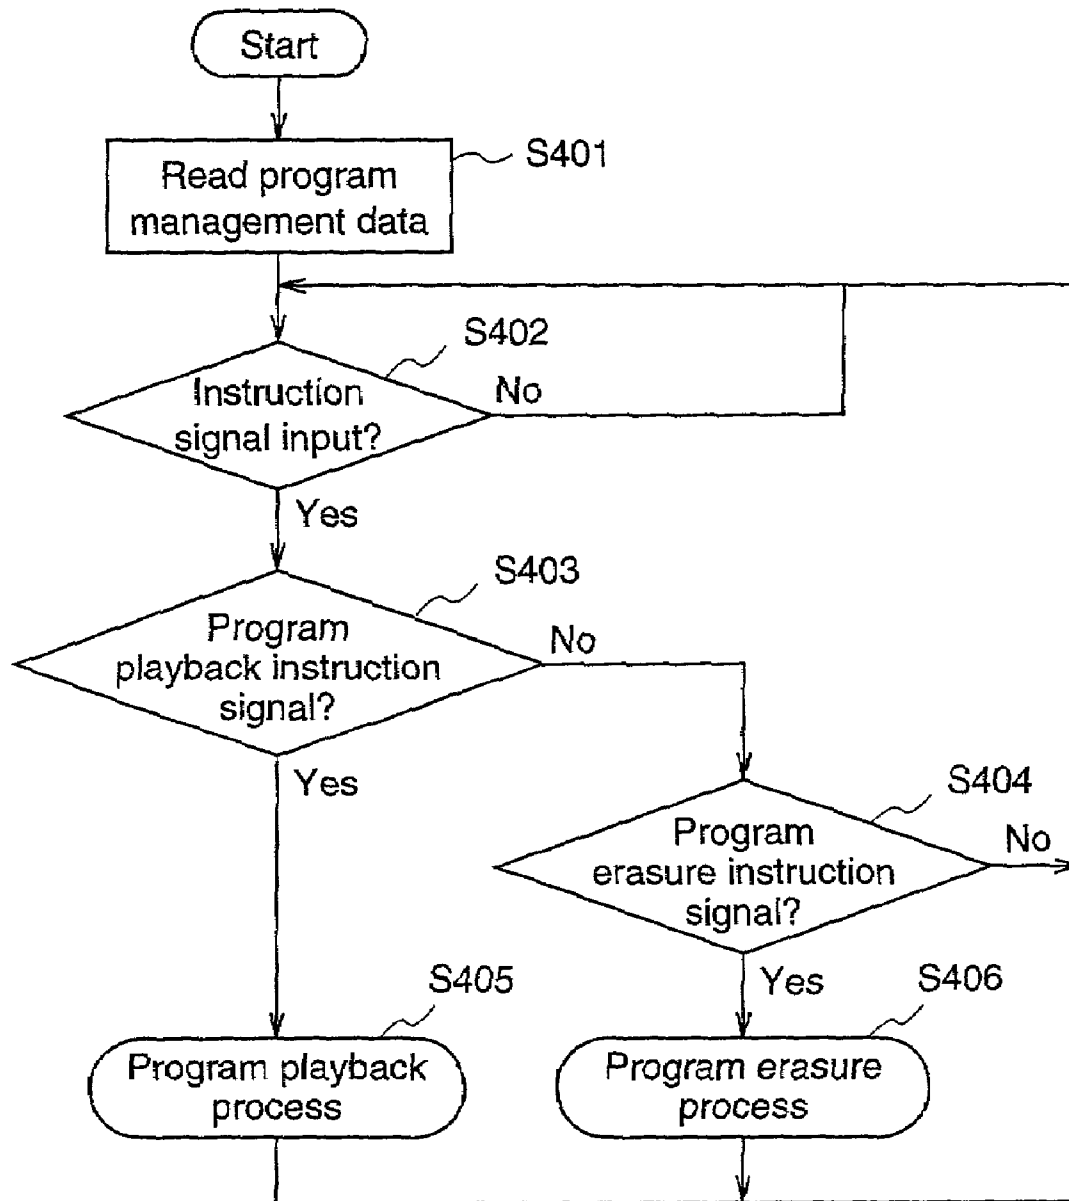 Start
Read program
management data
S401
S402
Instruction
signal input?
No
Yes
S403
Program
playback instruction
signal?
No
Yes
S404
Program
erasure instruction
signal?
No
Yes
S405
Program playback
process
S406
Program erasure
process